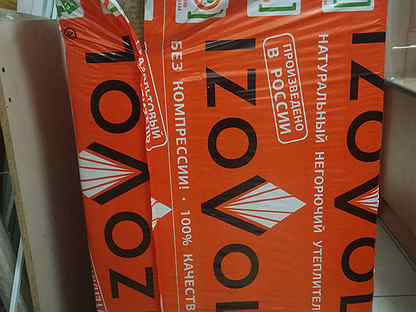 IZOVOL
БЕЗ КОМПРЕССИИ! · 100% КАЧЕСТВ
IZOVOL
ПРОИЗВЕДЕНО
В РОССИИ
НАТУРАЛЬНЫЙ НЕГОРЮЧИЙ УТЕПЛИТЕЛ
IZOVOL